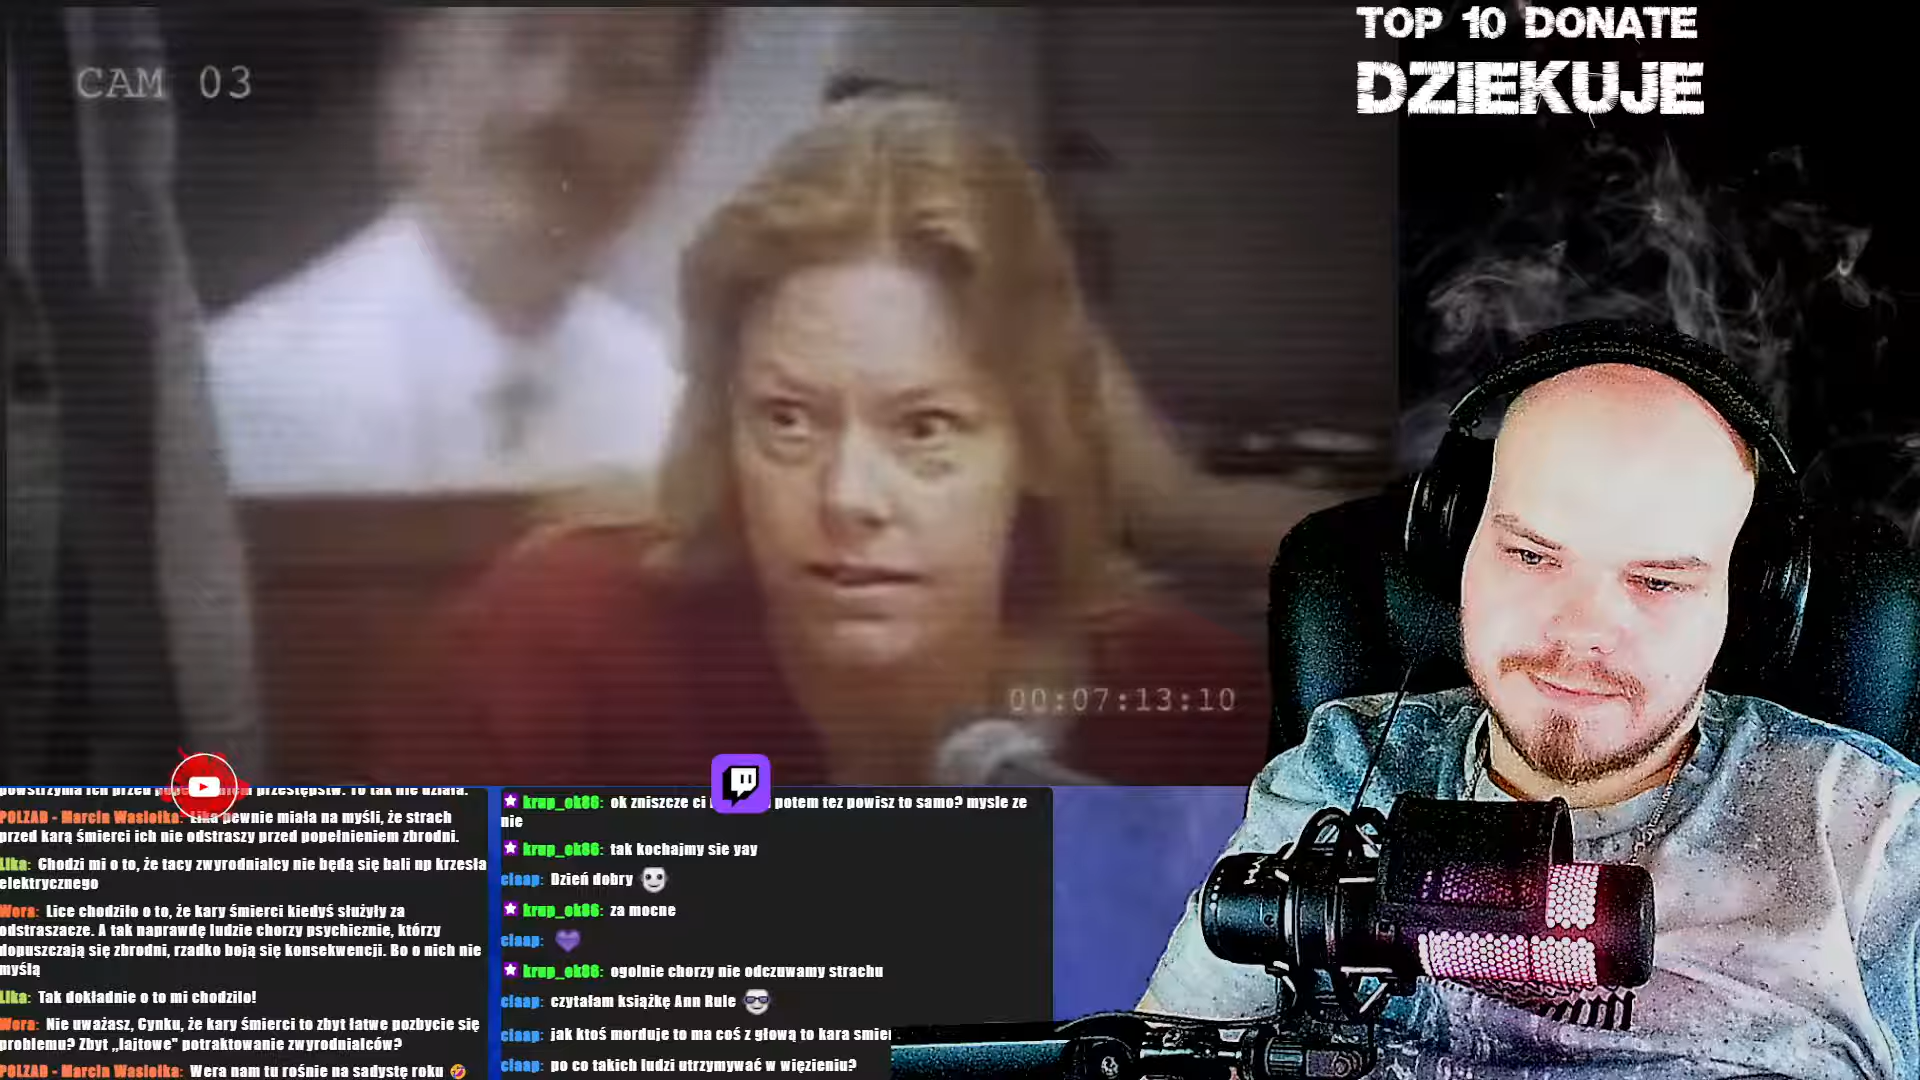 CAM 03
TOP 10 DONATE
DZIEKUJE
00:07:13:10
przestępstw. To tak nie działa.
POLZAD - Marcin Wasiołka: Lika pewnie miała na myśli, że strach
przed karą śmierci ich nie odstraszy przed popełnieniem zbrodni.
Lika: Chodzi mi o to, że tacy zwyrodnialcy nie będą się bali np krzesła
elektrycznego
Wera: Lice chodziło o to, że kary śmierci kiedyś służyły za
odstraszacze. A tak naprawdę ludzie chorzy psychicznie, którzy
dopuszczają się zbrodni, rzadko boją się konsekwencji. Bo o nich nie
myślą
Lika: Tak dokładnie o to mi chodziło!
Wera: Nie uważasz, Cynku, że kary śmierci to zbyt łatwe pozbycie się
problemu? Zbyt „lajtowe" potraktowanie zwyrodnialców?
POLZAD - Marcin Wasiołka: Wera nam tu rośnie na sadystę roku 🤣
krup_ok86: ok zniszcze ci potem tez powisz to samo? mysle ze
nie
krup_ok86: tak kochajmy sie yay
claap: Dzień dobry
krup_ok86: za mocne
claap: 💜
krup_ok86: ogolnie chorzy nie odczuwamy strachu
claap: czytałam książkę Ann Rule
claap: jak ktoś morduje to ma coś z głową to kara
claap: po co takich ludzi utrzymywać w więzieniu?